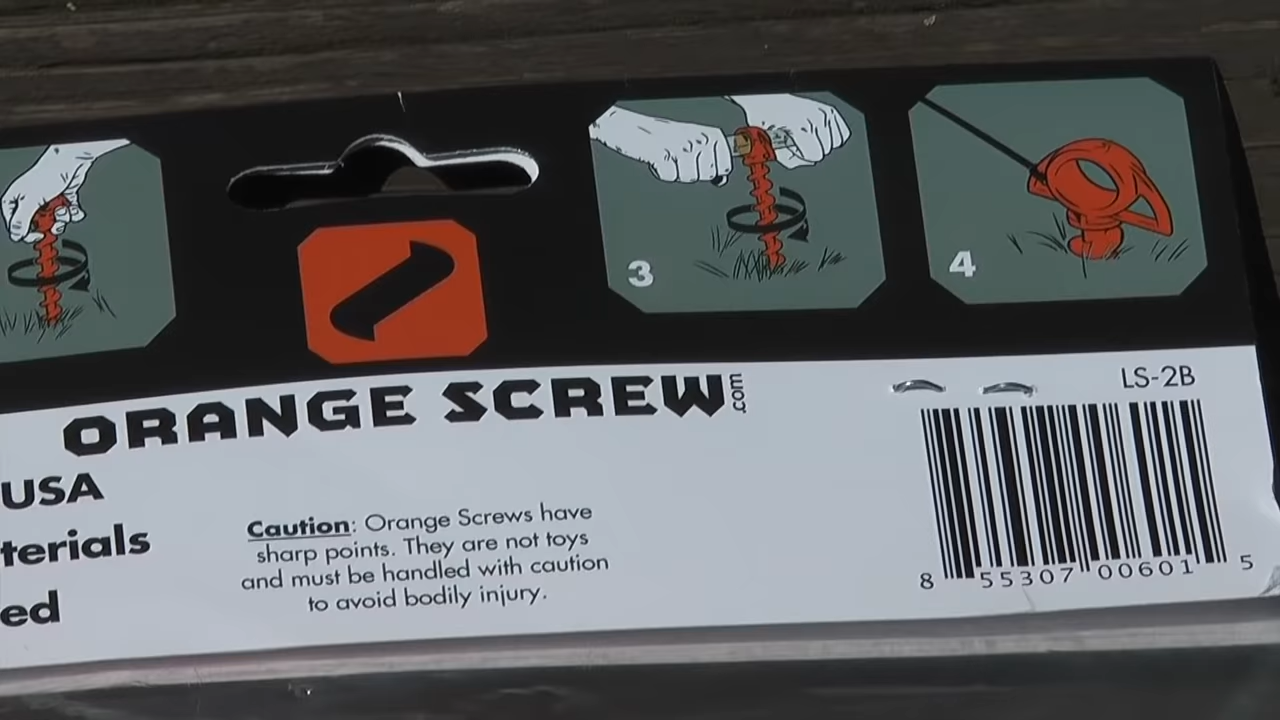 3
4
ORANGE SCREW.com
LS-2B
USA
terials
ed
Caution: Orange Screws have
sharp points. They are not toys
and must be handled with caution
to avoid bodily injury.
8 55307 00601 5